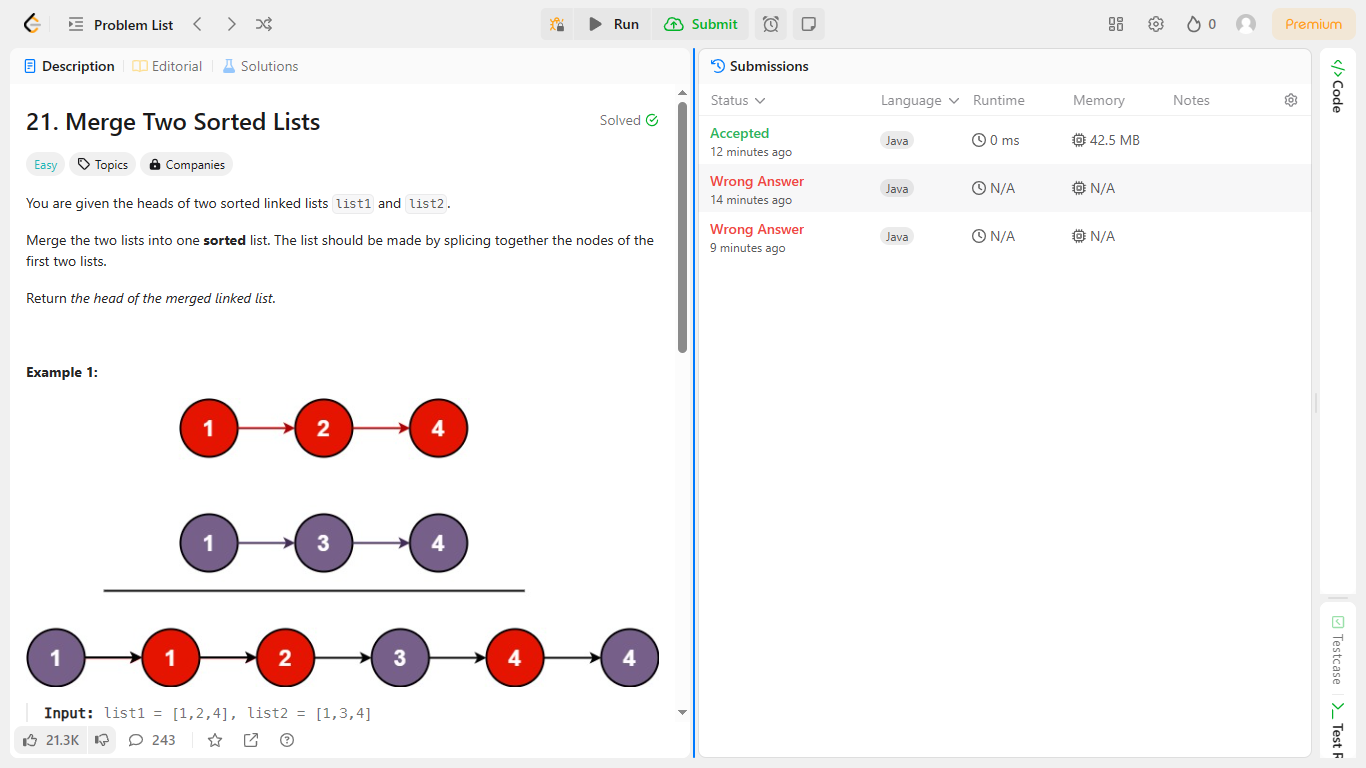 Problem List
Run
Submit
0
Premium
Description
Editorial
Solutions
21. Merge Two Sorted Lists
Solved
Easy
Topics
Companies
You are given the heads of two sorted linked lists list1 and list2.
Merge the two lists into one sorted list. The list should be made by splicing together the nodes of the
first two lists.
Return the head of the merged linked list.
Example 1:
1 2 4
1 3 4
1 1 2 3 4 4
Input: list1 = [1,2,4], list2 = [1,3,4]
21.3K
243
Submissions
Status Language Runtime Memory Notes
Accepted
12 minutes ago
Java 0 ms 42.5 MB
Wrong Answer
14 minutes ago
Java N/A N/A
Wrong Answer
9 minutes ago
Java N/A N/A
Code
Testcase
Test R